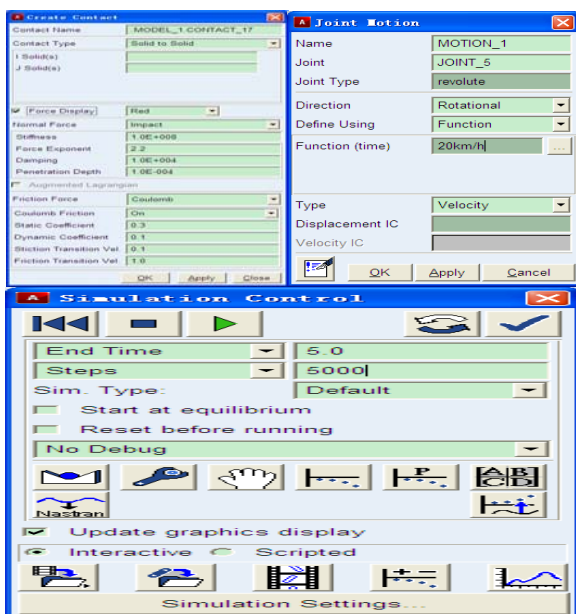 Create Contact
Contact Name .MODEL_1.CONTACT_17
Contact Type Solid to Solid
I Solid(s)
J Solid(s)
Force Display Red
Normal Force Impact
Stiffness 1.0E+008
Force Exponent 2.2
Damping 1.0E+004
Penetration Depth 1.0E-004
Augmented Lagrangian
Friction Force Coulomb
Coulomb Friction On
Static Coefficient 0.3
Dynamic Coefficient 0.1
Stiction Transition Vel. 0.1
Friction Transition Vel. 1.0
OK Apply Close
Joint Motion
Name MOTION_1
Joint JOINT_5
Joint Type revolute
Direction Rotational
Define Using Function
Function (time) 20km/h ...
Type Velocity
Displacement IC
Velocity IC
OK Apply Cancel
Simulation Control
End Time 5.0
Steps 5000
Sim. Type: Default
Start at equilibrium
Reset before running
No Debug
P
A B
C D
Nastran
Update graphics display
Interactive Scripted
Simulation Settings...